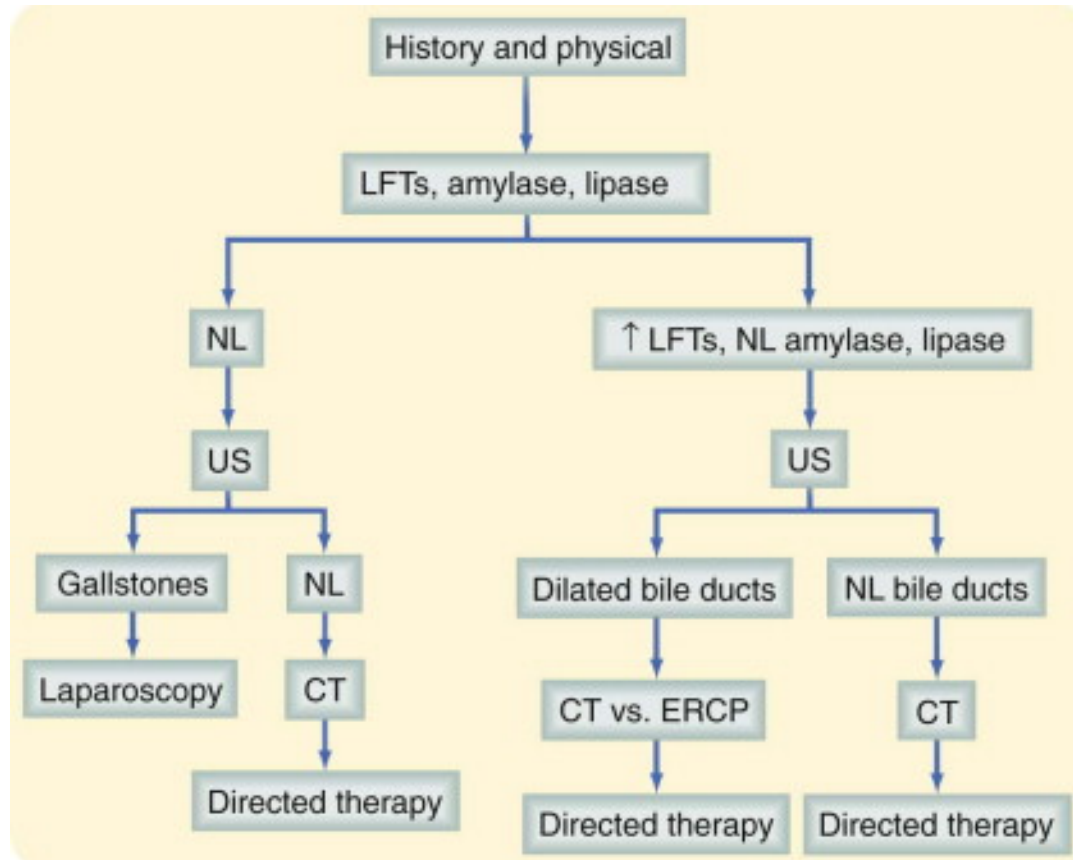 History and physical
LFTs, amylase, lipase
NL
↑ LFTs, NL amylase, lipase
US
US
Gallstones
NL
Dilated bile ducts
NL bile ducts
Laparoscopy
CT
CT vs. ERCP
CT
Directed therapy
Directed therapy
Directed therapy